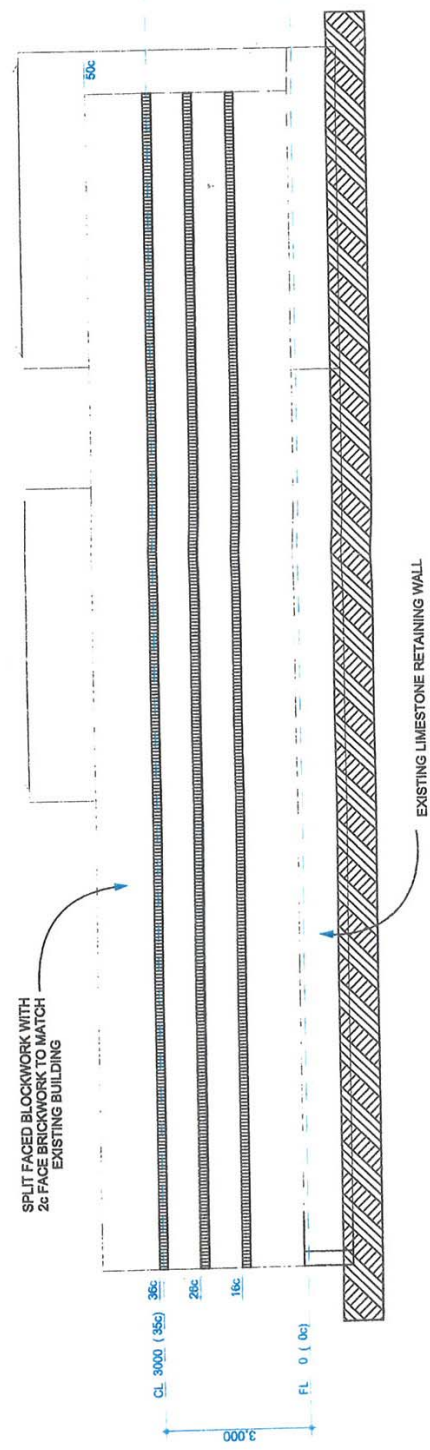 SPLIT FACED BLOCKWORK WITH
2c FACE BRICKWORK TO MATCH
EXISTING BUILDING
50c
36c
CL 3000 ( 35c)
26c
16c
FL 0 ( 0c)
3,000
EXISTING LIMESTONE RETAINING WALL